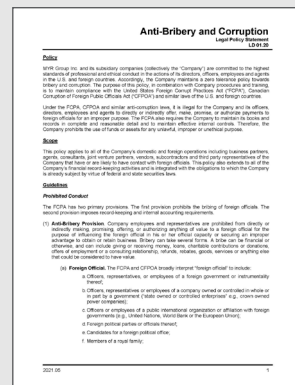 Anti-Bribery and Corruption
Legal Policy Statement
LD 01.20
Policy
MYR Group Inc. and its subsidiary companies (collectively the "Company") are committed to the highest
standards of professional and ethical conduct in the actions of its directors, officers, employees and agents
in the U.S. and foreign countries. Accordingly, the Company maintains a zero tolerance policy towards
bribery and corruption. The purpose of this policy, in combination with Company procedures and training,
is to maintain compliance with the United States Foreign Corrupt Practices Act ("FCPA"), Canadian
Corruption of Foreign Public Officials Act ("CFPOA") and similar laws of the U.S. and foreign countries.
Under the FCPA, CFPOA and similar anti-corruption laws, it is illegal for the Company and its officers,
directors, employees and agents to directly or indirectly offer, make, promise, or authorize payments to
foreign officials for an improper purpose. The FCPA also requires the Company to maintain its books and
records in complete and reasonable detail and to maintain effective internal controls. Therefore, the
Company prohibits the use of funds or assets for any unlawful, improper or unethical purpose.
Scope
This policy applies to all of the Company's domestic and foreign operations including business partners,
agents, consultants, joint venture partners, vendors, subcontractors and third party representatives of the
Company that have or are likely to have contact with foreign officials. This policy also extends to all of the
Company's financial record-keeping activities and is integrated with the obligations to which the Company
is already subject by virtue of federal and state securities laws.
Guidelines
Prohibited Conduct
The FCPA has two primary provisions. The first provision prohibits the bribing of foreign officials. The
second provision imposes record-keeping and internal accounting requirements.
(1) Anti-Bribery Provision: Company employees and representatives are prohibited from directly or
indirectly making, promising, offering, or authorizing anything of value to a foreign official for the
purpose of influencing the foreign official in his or her official capacity or securing an improper
advantage to obtain or retain business. Bribery can take several forms. A bribe can be financial or
otherwise, and can include giving or receiving money, loans, charitable contributions or donations,
offers of employment or a consulting relationship, refunds, rebates, goods, services or anything else
that could be considered to have value.
(a) Foreign Official. The FCPA and CFPOA broadly interpret "foreign official" to include:
a. Officers, representatives, or employees of a foreign government or instrumentality
thereof;
b. Officers, representatives or employees of a company owned or controlled in whole or
in part by a government ("state owned or controlled enterprises" e.g., crown owned
power companies);
c. Officers or employees of a public international organization or affiliation with foreign
governments (e.g., United Nations, World Bank or the European Union);
d. Foreign political parties or officials thereof;
e. Candidates for a foreign political office;
f. Members of a royal family;
2021.05 1